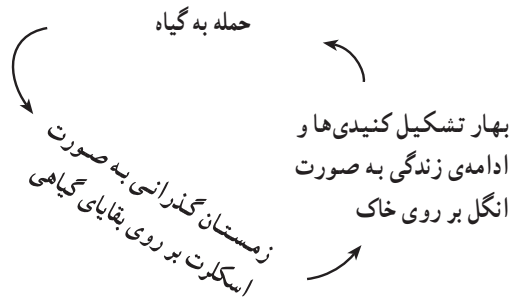 حمله به گیاه
بهار تشکیل کنیدی‌ها و
ادامه‌ی زندگی به صورت
انگل بر روی خاک
زمستان گذرانی به صورت
اسکلرت بر روی بقایای گیاهی